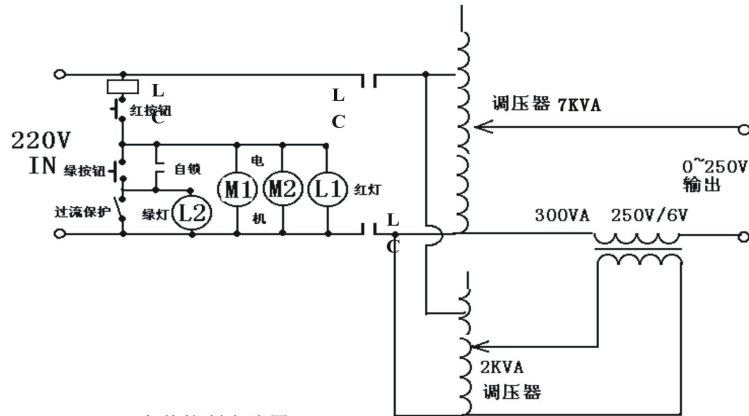 L
C
红按钮
L
C
调压器 7KVA
220V
IN
绿按钮
自锁
电
机
M1
M2
L1
红灯
0~250V
输出
过流保护
绿灯
L2
L
C
300VA
250V/6V
2KVA
调压器